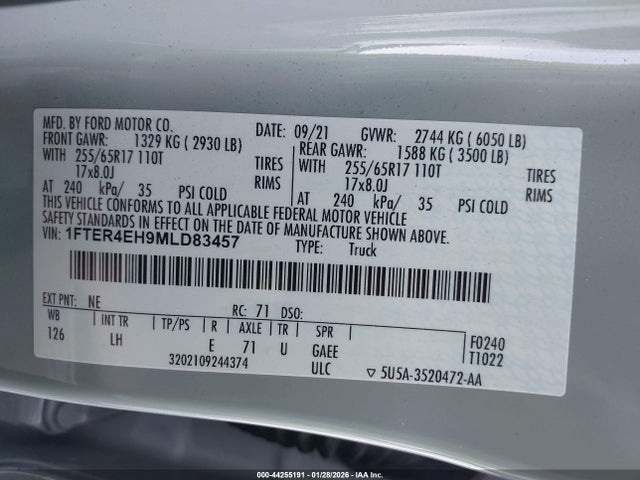 MFD. BY FORD MOTOR CO. DATE: 09/21 GVWR: 2744 KG ( 6050 LB)
FRONT GAWR: 1329 KG ( 2930 LB) REAR GAWR: 1588 KG ( 3500 LB)
WITH 255/65R17 110T TIRES WITH 255/65R17 110T TIRES
17x8.0J RIMS 17x8.0J RIMS
AT 240 kPa/ 35 PSI COLD AT 240 kPa/ 35 PSI COLD
THIS VEHICLE CONFORMS TO ALL APPLICABLE FEDERAL MOTOR VEHICLE
SAFETY STANDARDS IN EFFECT ON THE DATE OF MANUFACTURE SHOWN ABOVE.
VIN: 1FTER4EH9MLD83457 TYPE: Truck
EXT PNT: NE RC: 71 DSO:
WB INT TR TP/PS R AXLE TR SPR F0240
126 LH E 71 U GAEE T1022
3202109244374 ULC ▽ 5U5A-3520472-AA
000-44255191 - 01/28/2026 - IAA Inc.